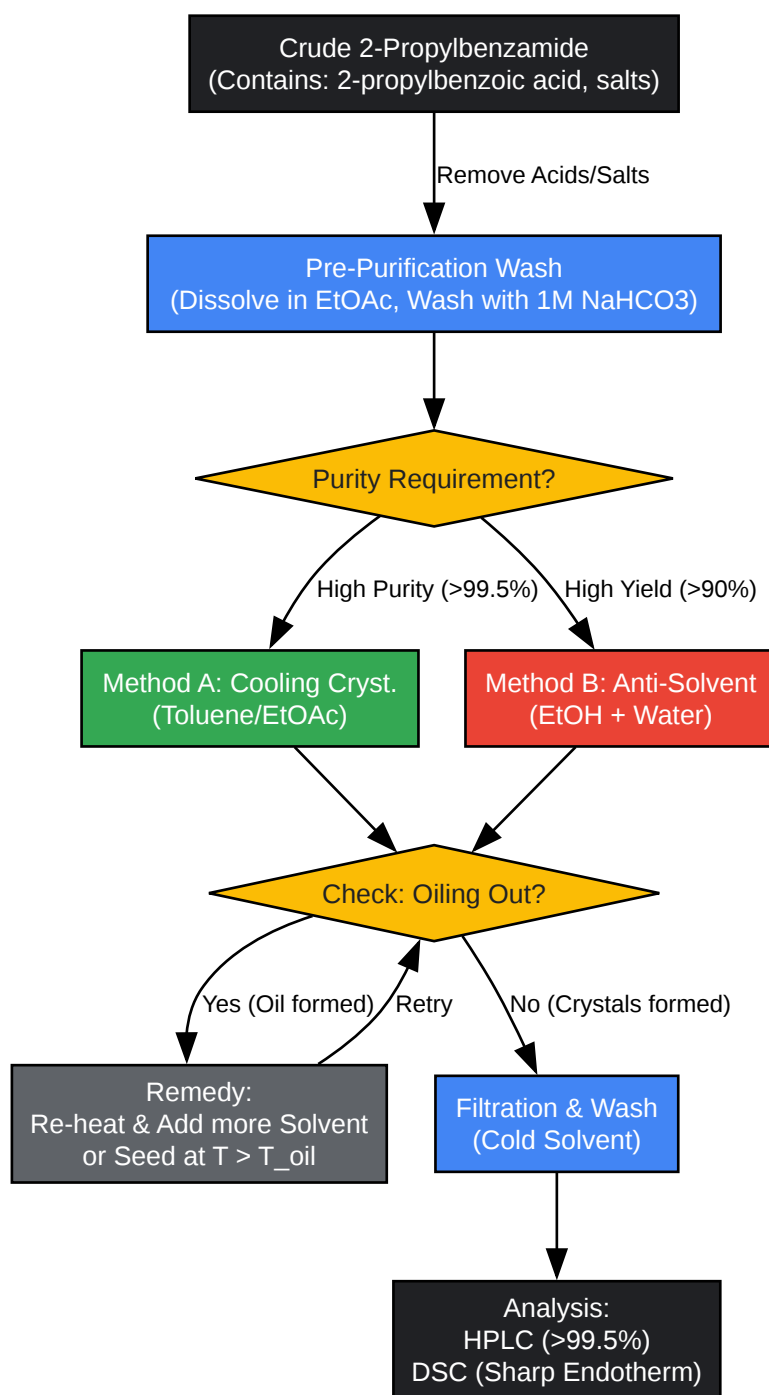 Crude 2-Propylbenzamide
(Contains: 2-propylbenzoic acid, salts)
Remove Acids/Salts
Pre-Purification Wash
(Dissolve in EtOAc, Wash with 1M NaHCO3)
Purity Requirement?
High Purity (>99.5%)
High Yield (>90%)
Method A: Cooling Cryst.
(Toluene/EtOAc)
Method B: Anti-Solvent
(EtOH + Water)
Check: Oiling Out?
Yes (Oil formed)
Retry
No (Crystals formed)
Remedy:
Re-heat & Add more Solvent
or Seed at T > T_oil
Filtration & Wash
(Cold Solvent)
Analysis:
HPLC (>99.5%)
DSC (Sharp Endotherm)